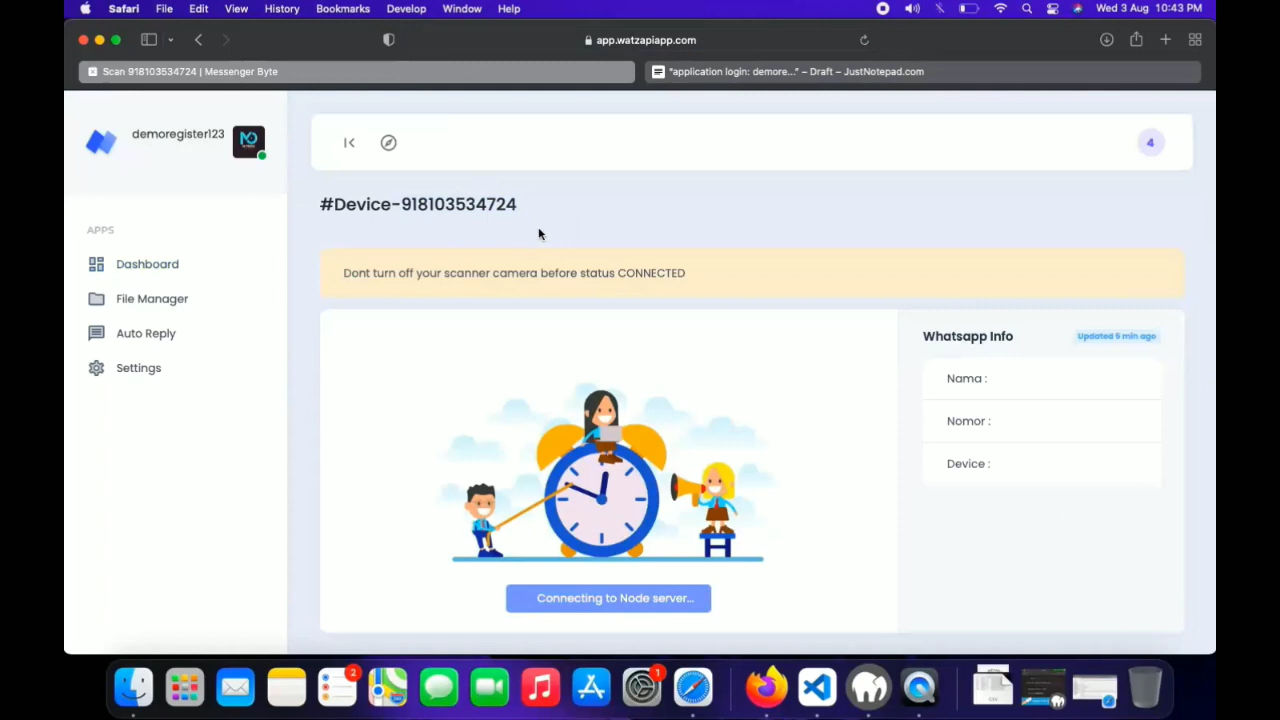 Safari File Edit View History Bookmarks Develop Window Help Wed 3 Aug 10:43 PM
app.watzapiapp.com
Scan 918103534724 | Messenger Byte
"application login: demore..." – Draft – JustNotepad.com
demoregister123
4
#Device-918103534724
APPS
Dashboard
File Manager
Auto Reply
Settings
Dont turn off your scanner camera before status CONNECTED
Whatsapp Info
Updated 5 min ago
Nama :
Nomor :
Device :
Connecting to Node server...
2
1